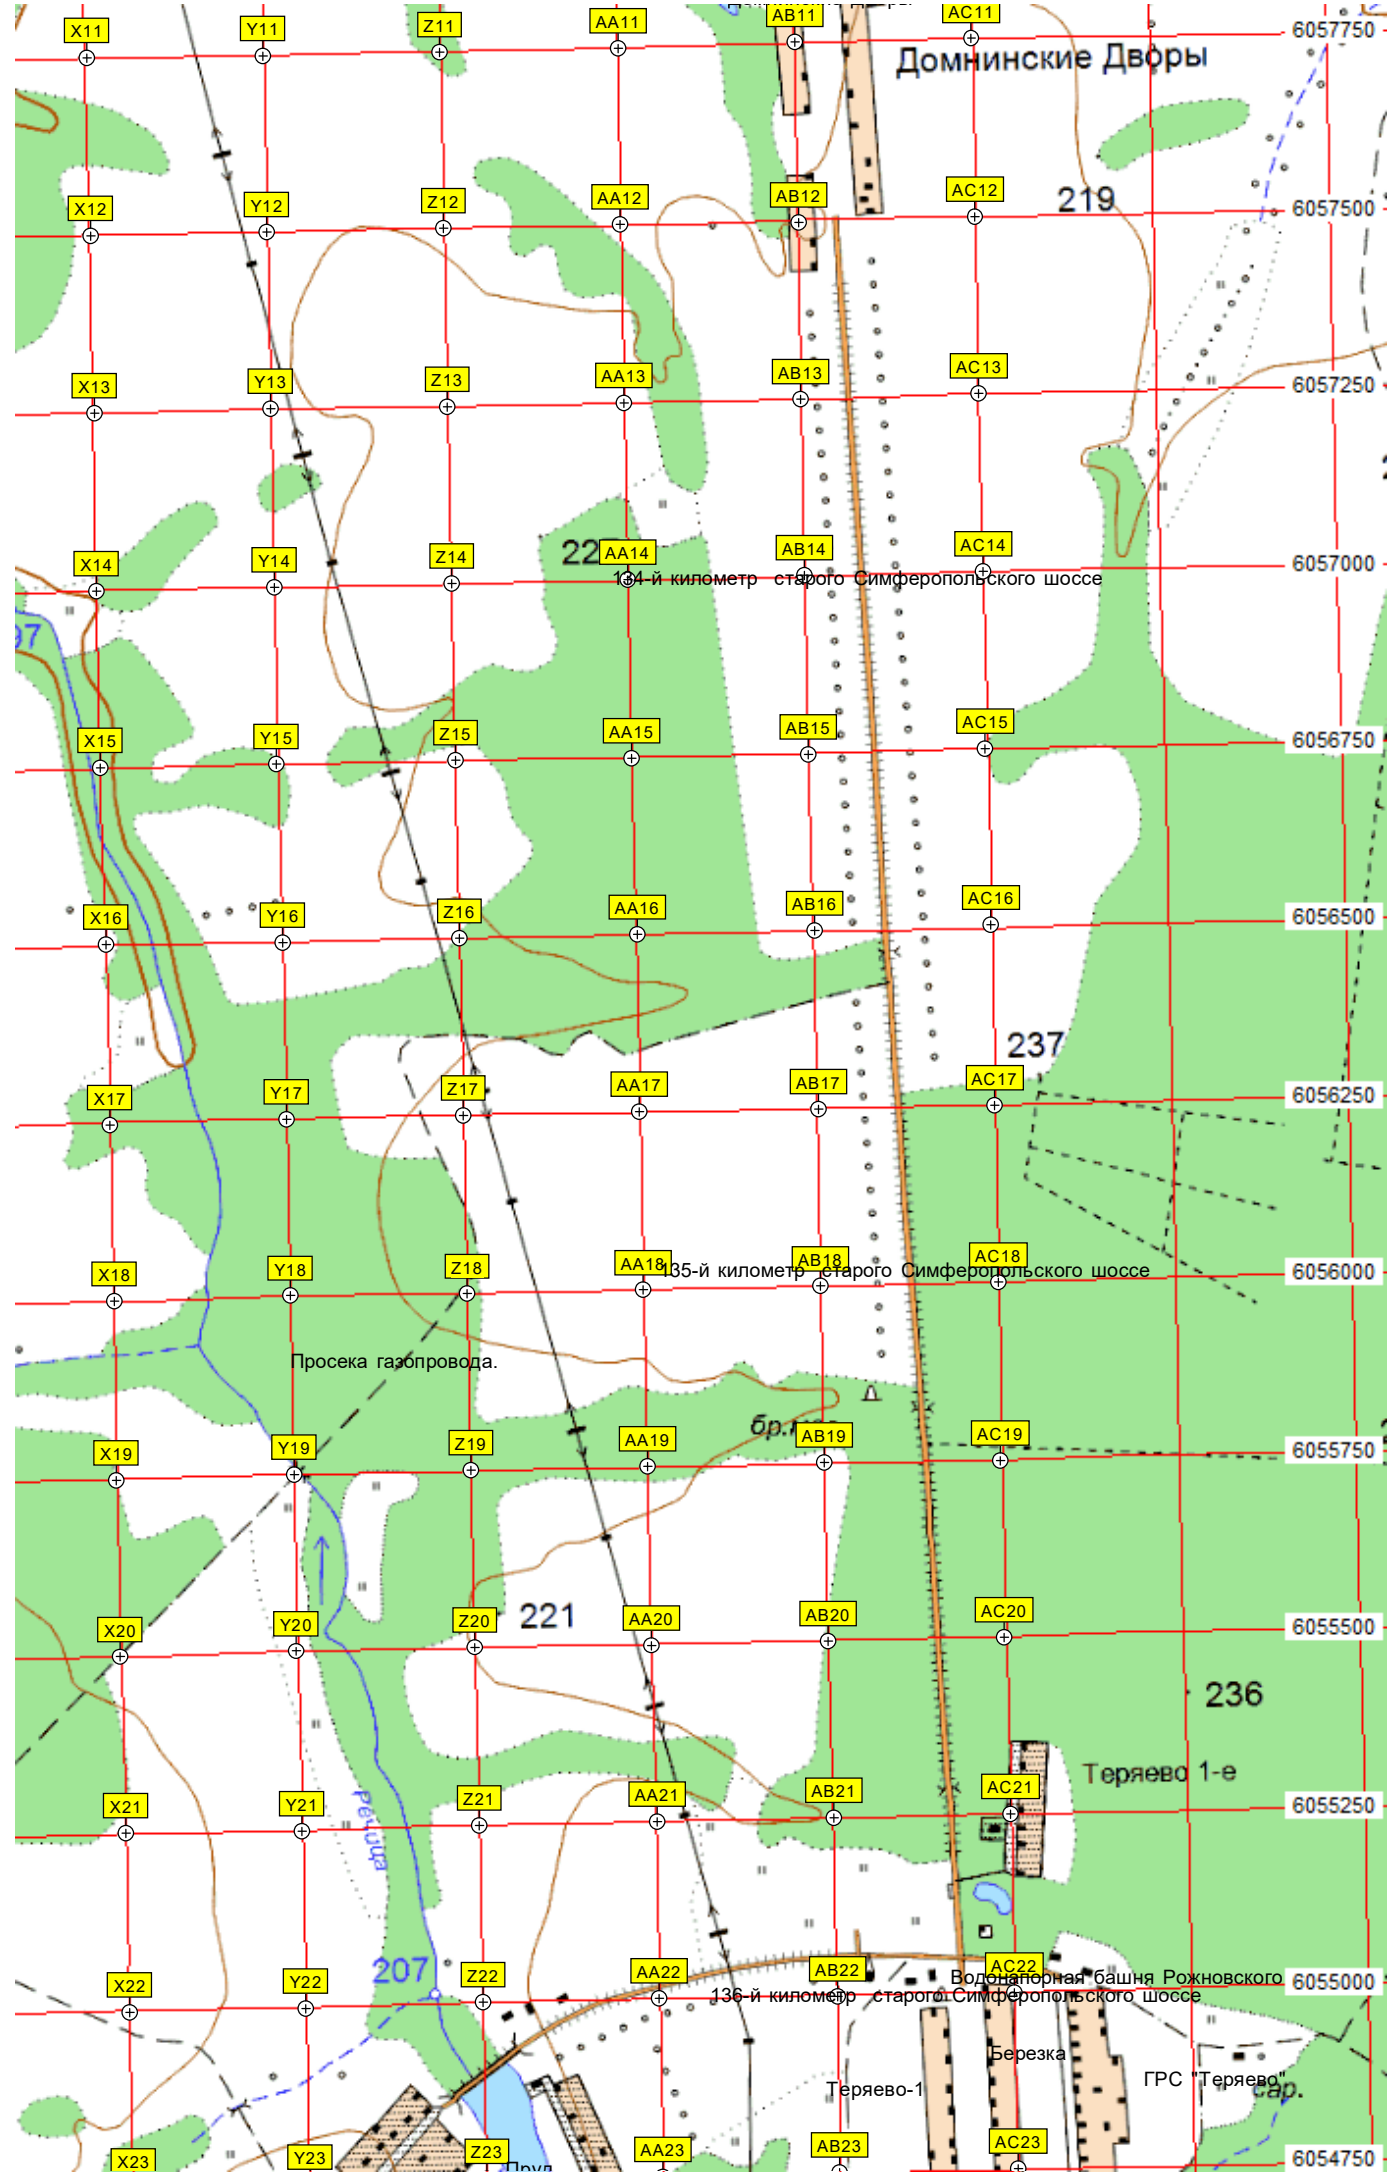 X11 Y11 Z11 AA11 AB11 AC11 6057750
Домнинские Дворы
X12 Y12 Z12 AA12 AB12 AC12 219 6057500
X13 Y13 Z13 AA13 AB13 AC13 6057250
X14 Y14 Z14 AA14 AB14 AC14 6057000
134-й километр старого Симферопольского шоссе
97
X15 Y15 Z15 AA15 AB15 AC15 6056750
X16 Y16 Z16 AA16 AB16 AC16 6056500
237
X17 Y17 Z17 AA17 AB17 AC17 6056250
X18 Y18 Z18 AA18 AB18 AC18 6056000
135-й километр старого Симферопольского шоссе
Просека газопровода.
X19 Y19 Z19 AA19 AB19 AC19 6055750
X20 Y20 Z20 221 AA20 AB20 AC20 6055500
236
Теряево 1-е
X21 Y21 Z21 AA21 AB21 AC21 6055250
Речица
207
X22 Y22 Z22 AA22 AB22 AC22 6055000
Водонапорная башня Рожновского
136-й километр старого Симферопольского шоссе
Березка
Теряево-1
ГРС "Теряево"
сар.
X23 Y23 Z23 AA23 AB23 AC23 6054750
Пруд